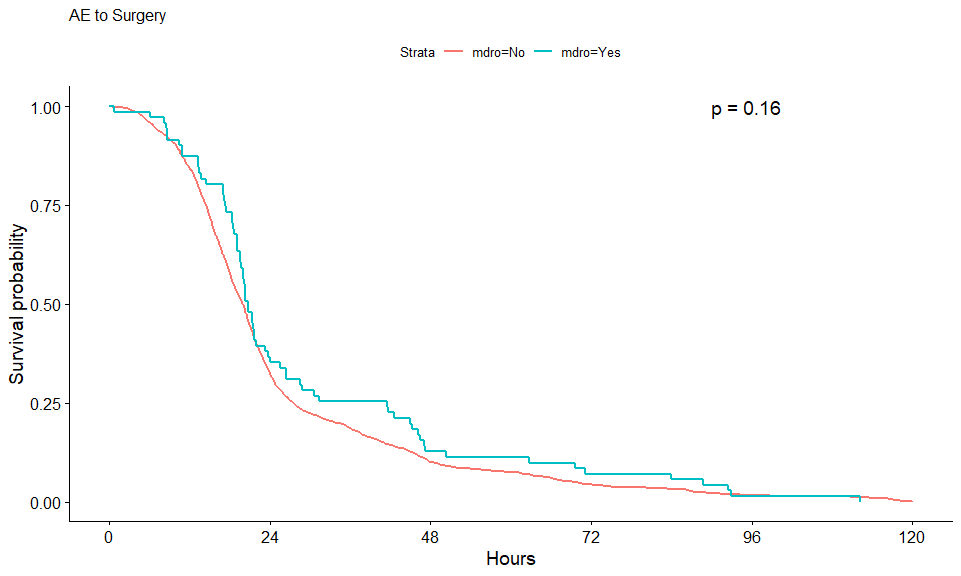 AE to Surgery
Strata mdro=No mdro=Yes
p = 0.16
Survival probability
1.00
0.75
0.50
0.25
0.00
0 24 48 72 96 120
Hours